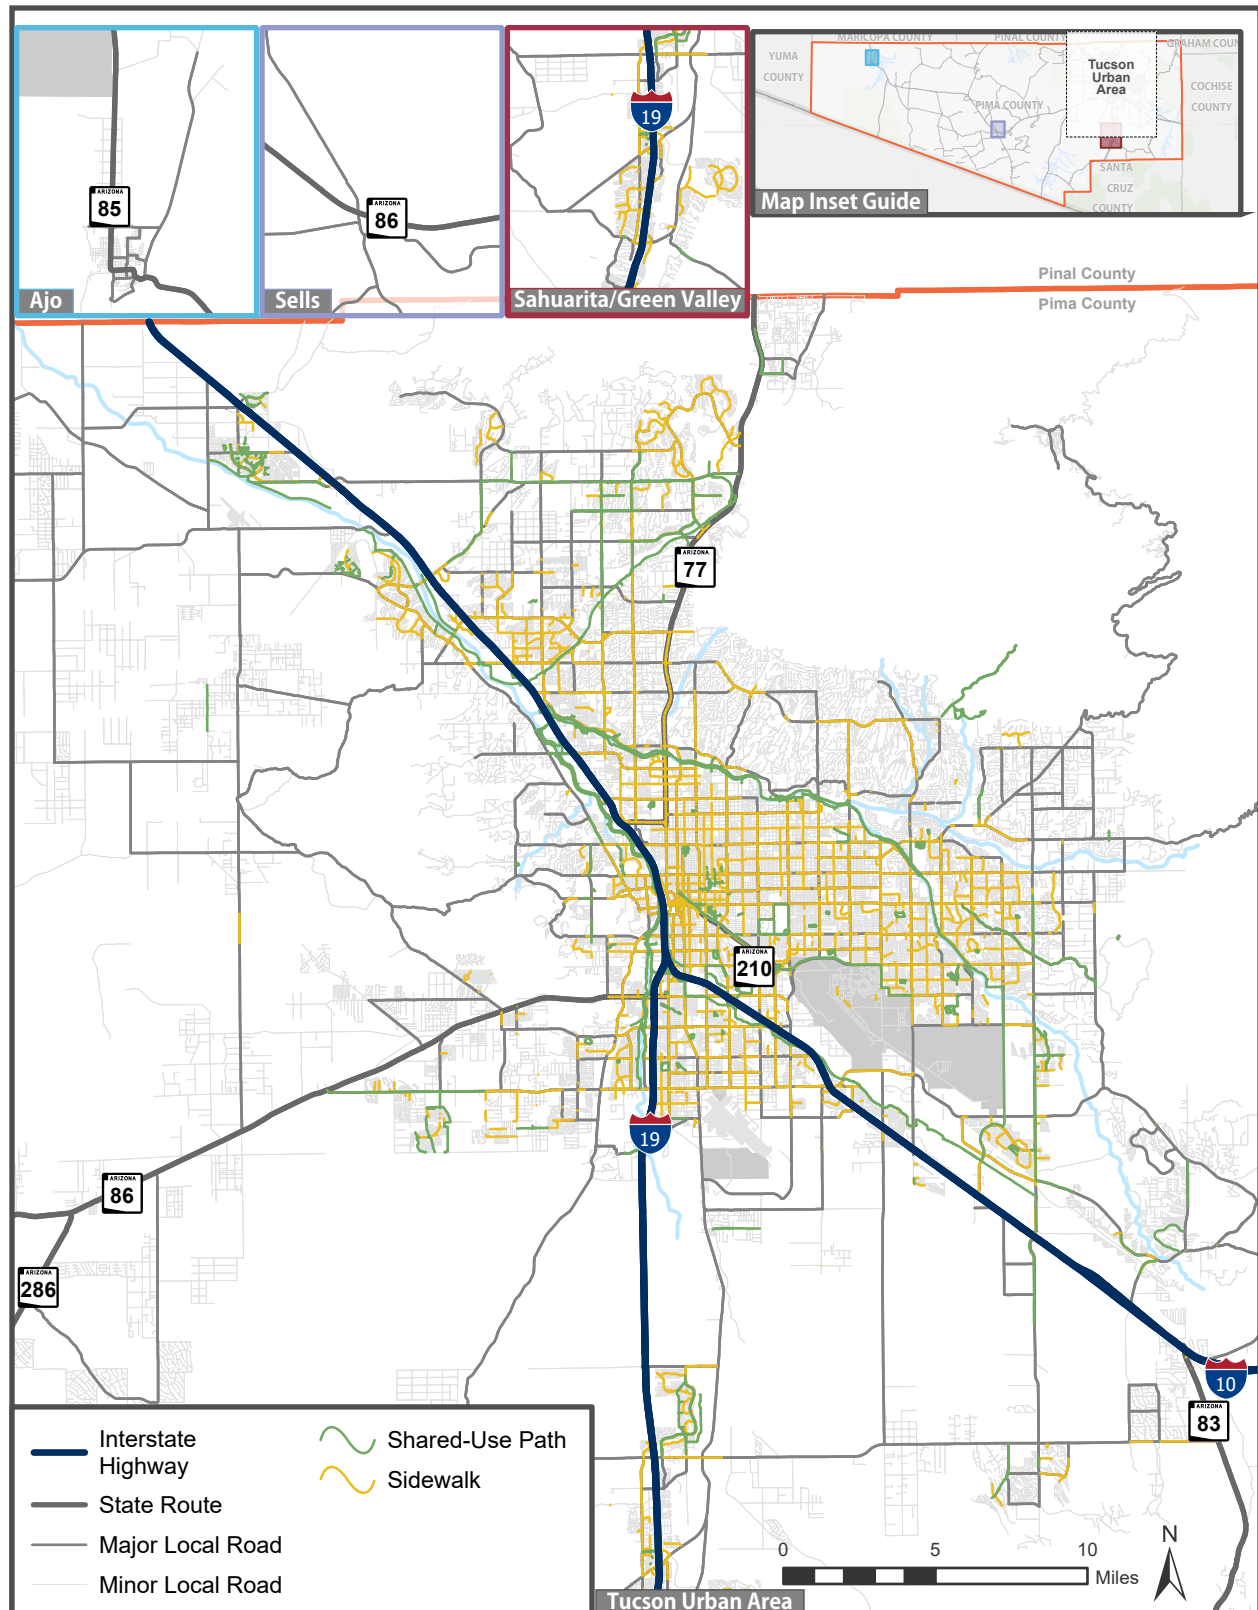 ARIZONA
85
Ajo
ARIZONA
86
Sells
19
Sahuarita/Green Valley
MARICOPA COUNTY
PINAL COUNTY
GRAHAM COUN
YUMA
COUNTY
Tucson
Urban
Area
COCHISE
COUNTY
PIMA COUNTY
SANTA
CRUZ
COUNTY
Map Inset Guide
Pinal County
Pima County
ARIZONA
77
ARIZONA
210
19
ARIZONA
86
ARIZONA
286
10
ARIZONA
83
Interstate
Highway
State Route
Major Local Road
Minor Local Road
Shared-Use Path
Sidewalk
0 5 10
Miles
N
Tucson Urban Area